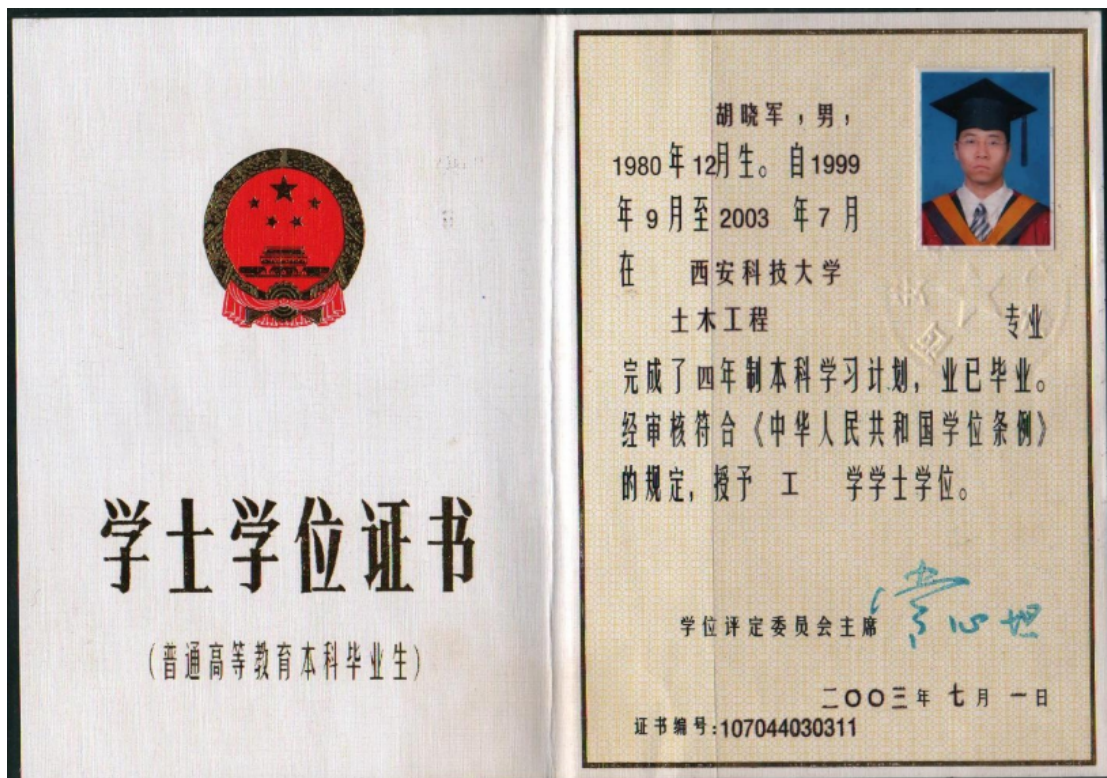 学士学位证书
(普通高等教育本科毕业生)
胡晓军，男，
1980年12月生。自1999
年9月至2003 年7月
在 西安科技大学
土木工程 专业
完成了四年制本科学习计划，业已毕业。
经审核符合《中华人民共和国学位条例》
的规定，授予 工 学学士学位。
学位评定委员会主席 常心坦
二〇〇三年 七月 一日
证书编号:107044030311